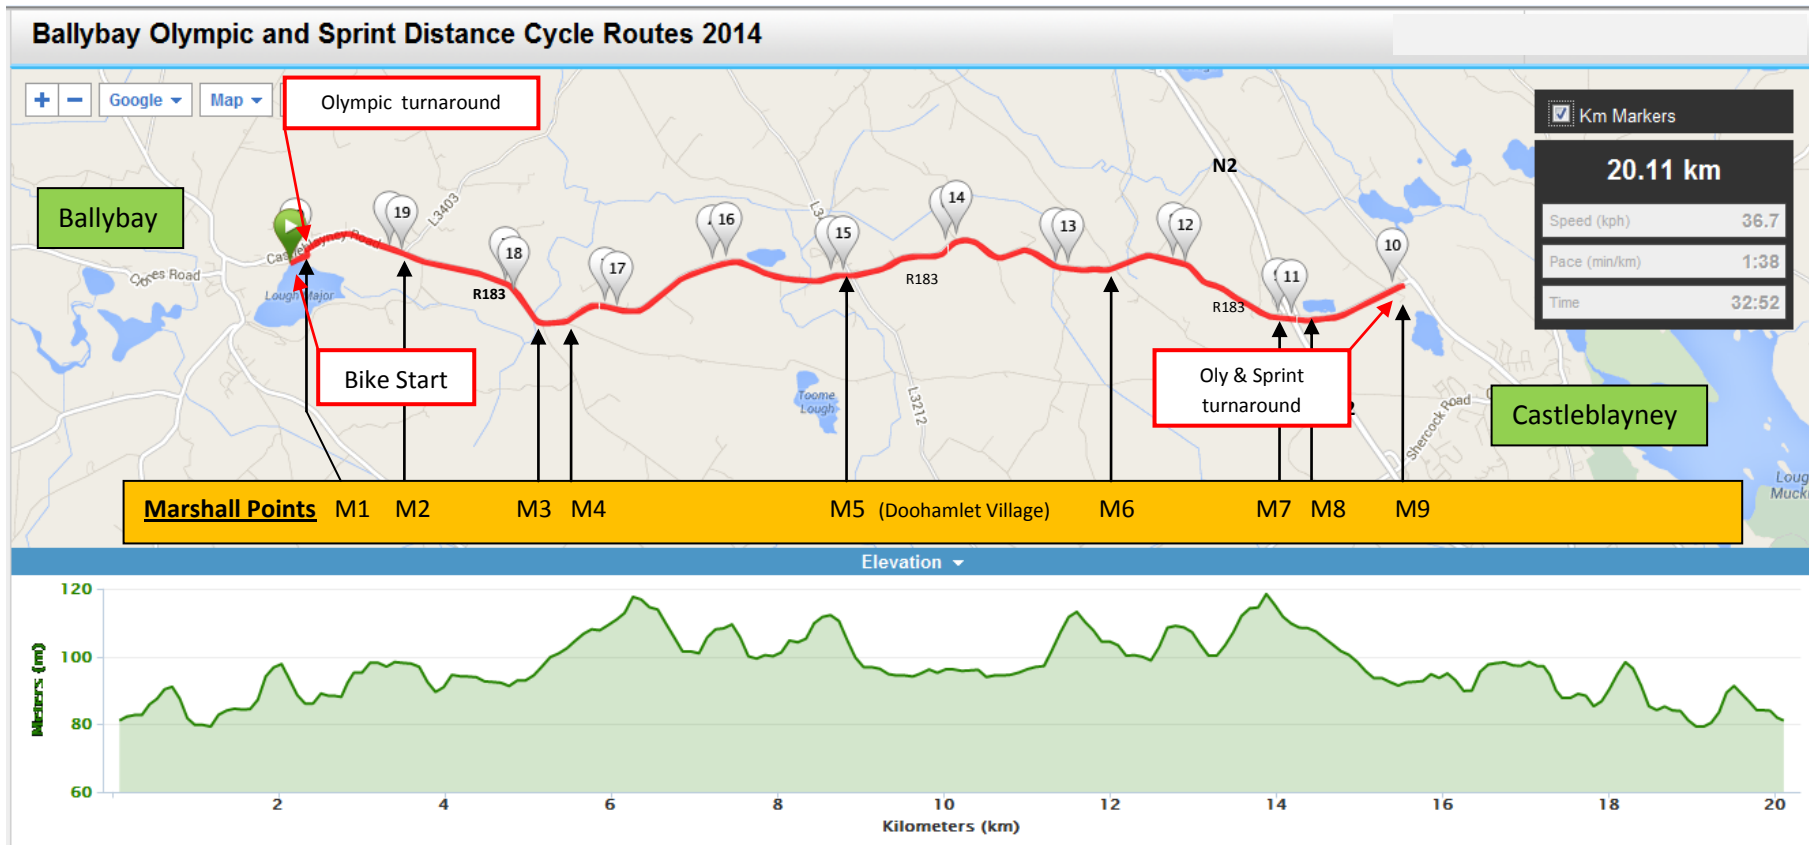 Ballybay Olympic and Sprint Distance Cycle Routes 2014
+ −
Google
Map
Olympic turnaround
Km Markers
20.11 km
Speed (kph) 36.7
Pace (min/km) 1:38
Time 32:52
N2
Ballybay
19
L3403
Castleblayney Road
18
17
16
15
14
13
12
11
10
Lough Major
R183
R183
R183
Bike Start
Toome
Lough
L3212
Oly & Sprint
turnaround
Castleblayney
Shercock Road
Marshall Points M1 M2 M3 M4 M5 (Doohamlet Village) M6 M7 M8 M9
Elevation
120
100
80
60
Meters (m)
2 4 6 8 10 12 14 16 18 20
Kilometers (km)